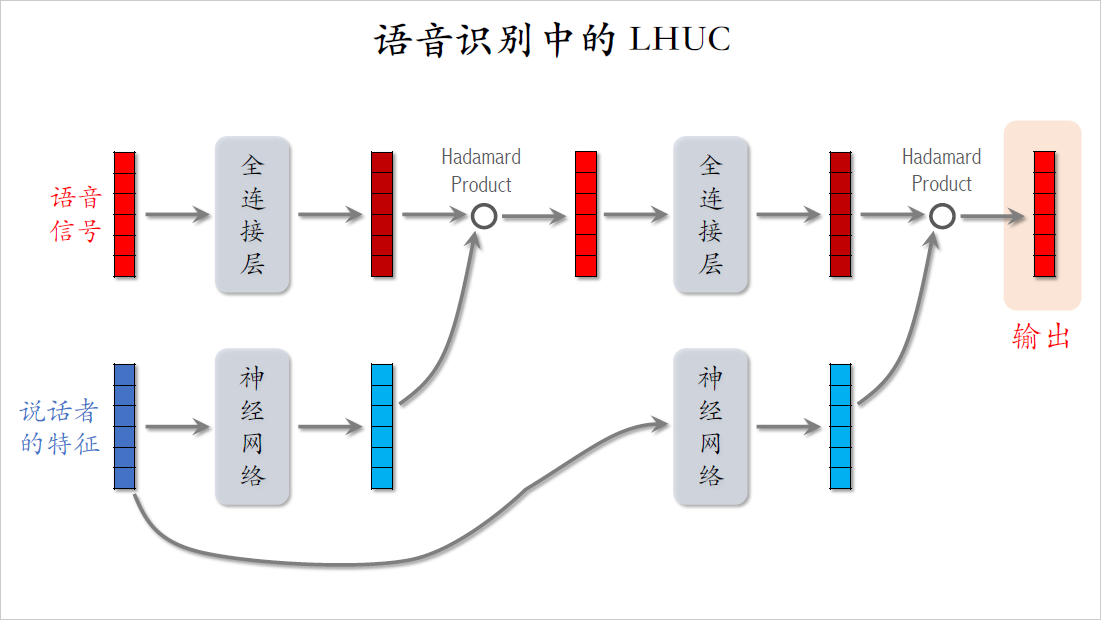 语音识别中的 LHUC
语音
信号
全
连
接
层
Hadamard
Product
全
连
接
层
Hadamard
Product
输出
说话者
的特征
神
经
网
络
神
经
网
络